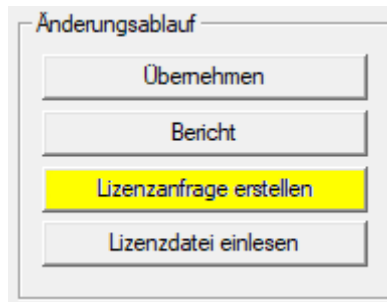 Änderungsablauf
Übernehmen
Bericht
Lizenzanfrage erstellen
Lizenzdatei einlesen